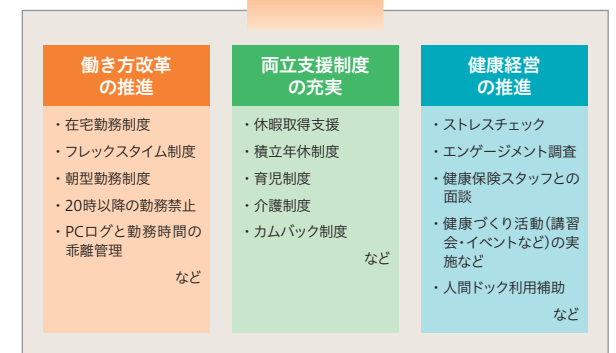 働き方改革
の推進
・在宅勤務制度
・フレックスタイム制度
・朝型勤務制度
・20時以降の勤務禁止
・PCログと勤務時間の
乖離管理
など
両立支援制度
の充実
・休暇取得支援
・積立年休制度
・育児制度
・介護制度
・カムバック制度
など
健康経営
の推進
・ストレスチェック
・エンゲージメント調査
・健康保険スタッフとの
面談
・健康づくり活動（講習
会・イベントなど）の実
施など
・人間ドック利用補助
など